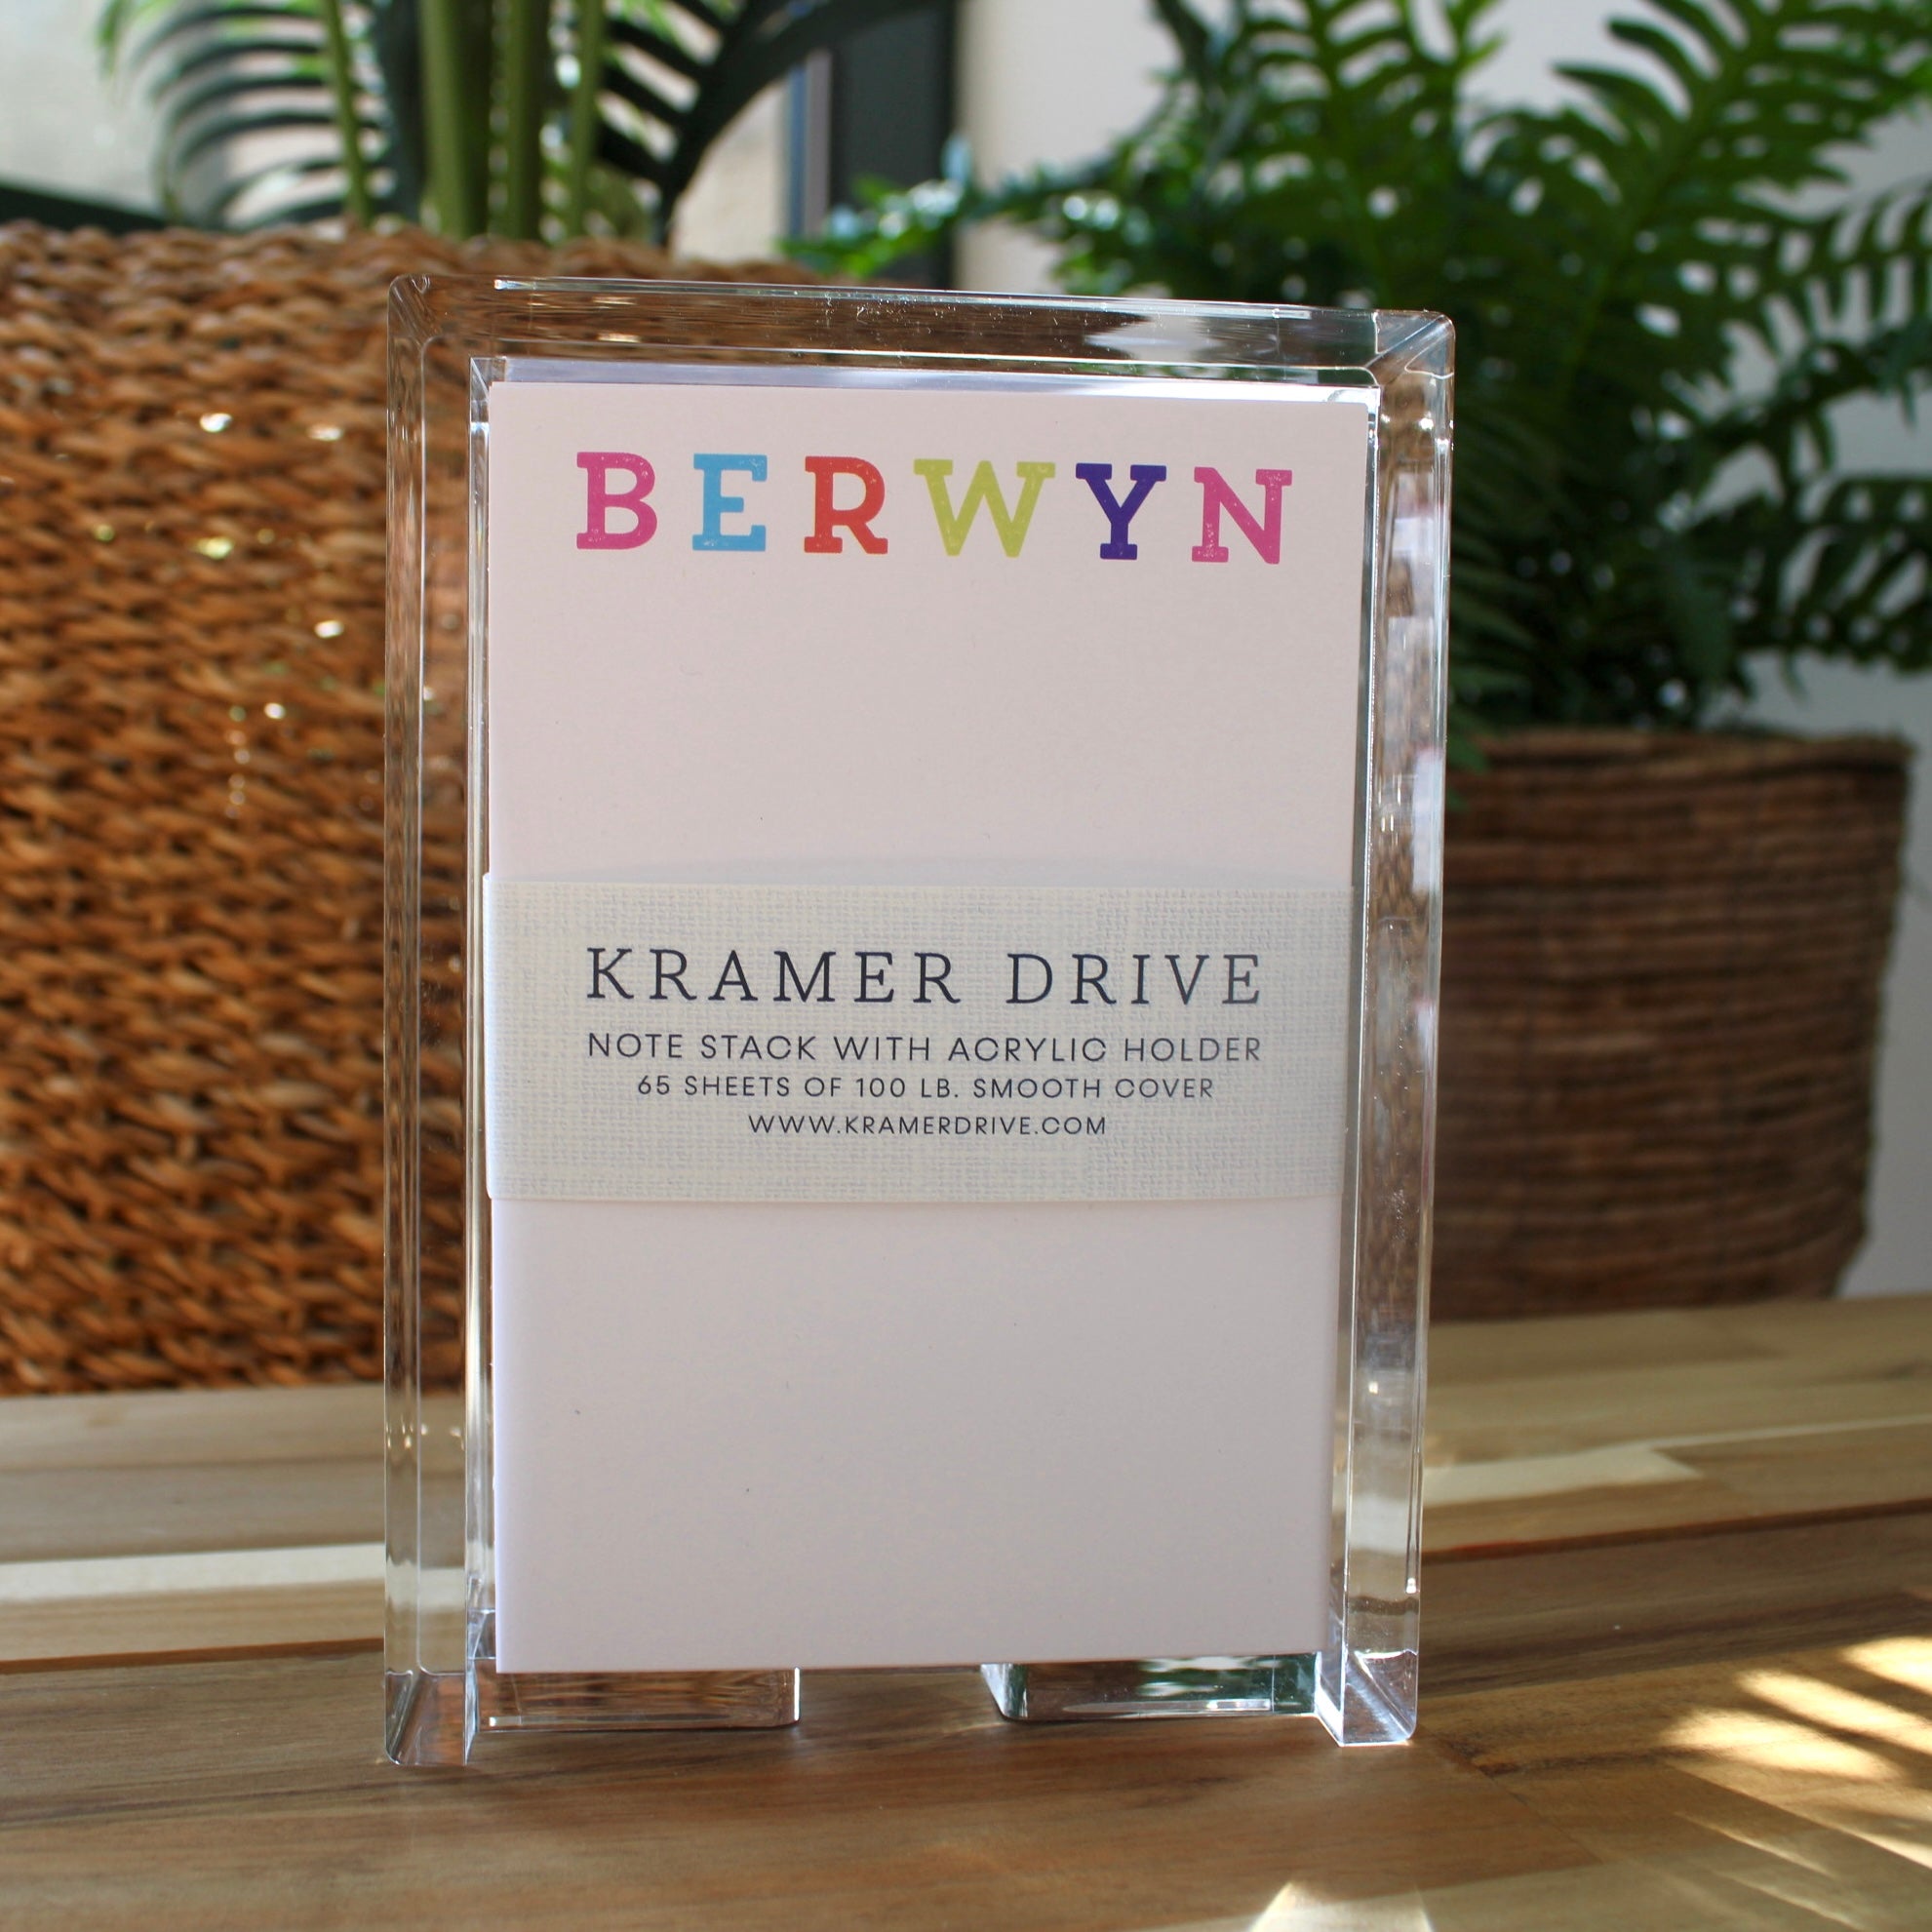 BERWYN
KRAMER DRIVE
NOTE STACK WITH ACRYLIC HOLDER
65 SHEETS OF 100 LB. SMOOTH COVER
WWW.KRAMERDRIVE.COM